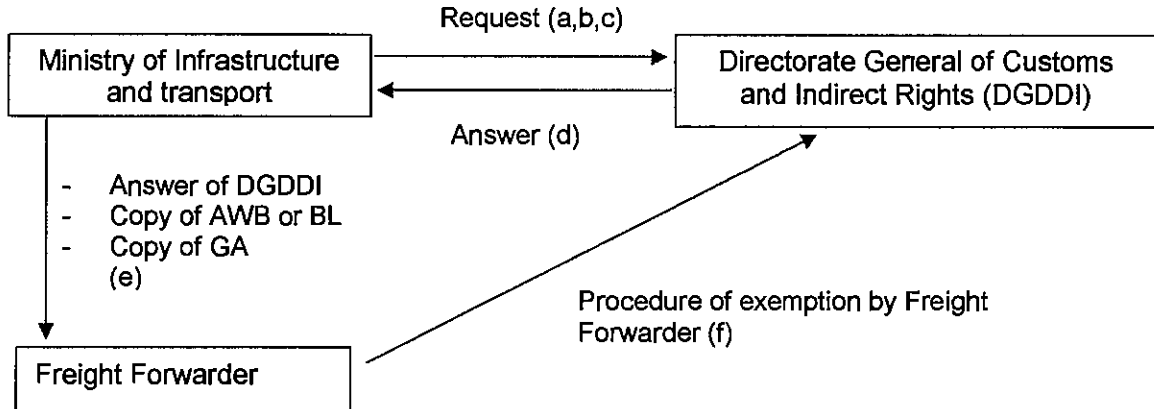 Request (a,b,c)
Ministry of Infrastructure
and transport
Directorate General of Customs
and Indirect Rights (DGDDI)
Answer (d)
- Answer of DGDDI
- Copy of AWB or BL
- Copy of GA
(e)
Procedure of exemption by Freight
Forwarder (f)
Freight Forwarder